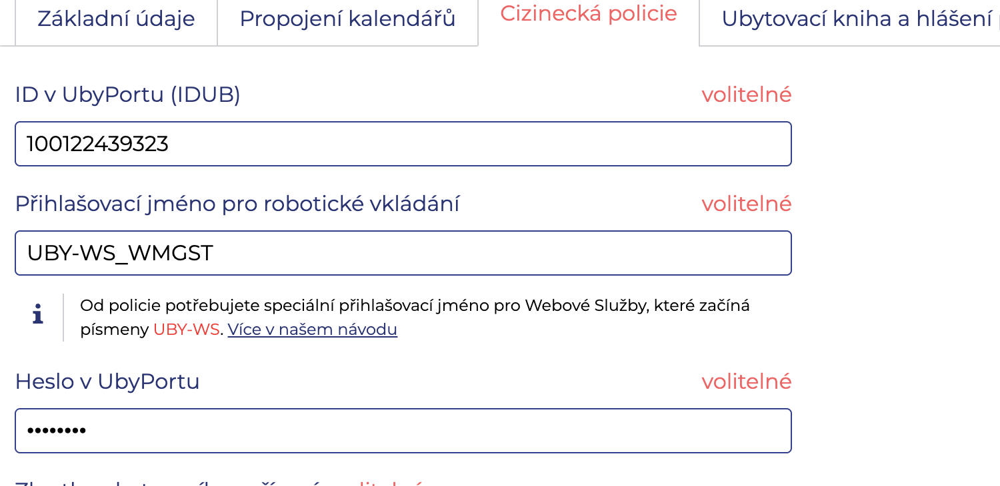 Základní údaje
Propojení kalendářů
Cizinecká policie
Ubytovací kniha a hlášení
ID v UbyPortu (IDUB)
volitelné
100122439323
Přihlašovací jméno pro robotické vkládání
volitelné
UBY-WS_WMGST
Od policie potřebujete speciální přihlašovací jméno pro Webové Služby, které začíná
písmeny UBY-WS. Více v našem návodu
Heslo v UbyPortu
volitelné
••••••••